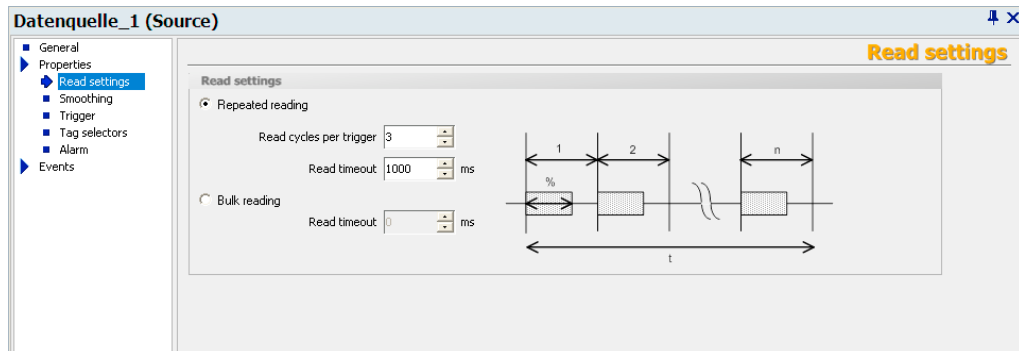 Datenquelle_1 (Source)
General
Properties
Read settings
Smoothing
Trigger
Tag selectors
Alarm
Events
Read settings
Read settings
Repeated reading
Read cycles per trigger 3
Read timeout 1000 ms
Bulk reading
Read timeout 0 ms
1 2 n
%
t